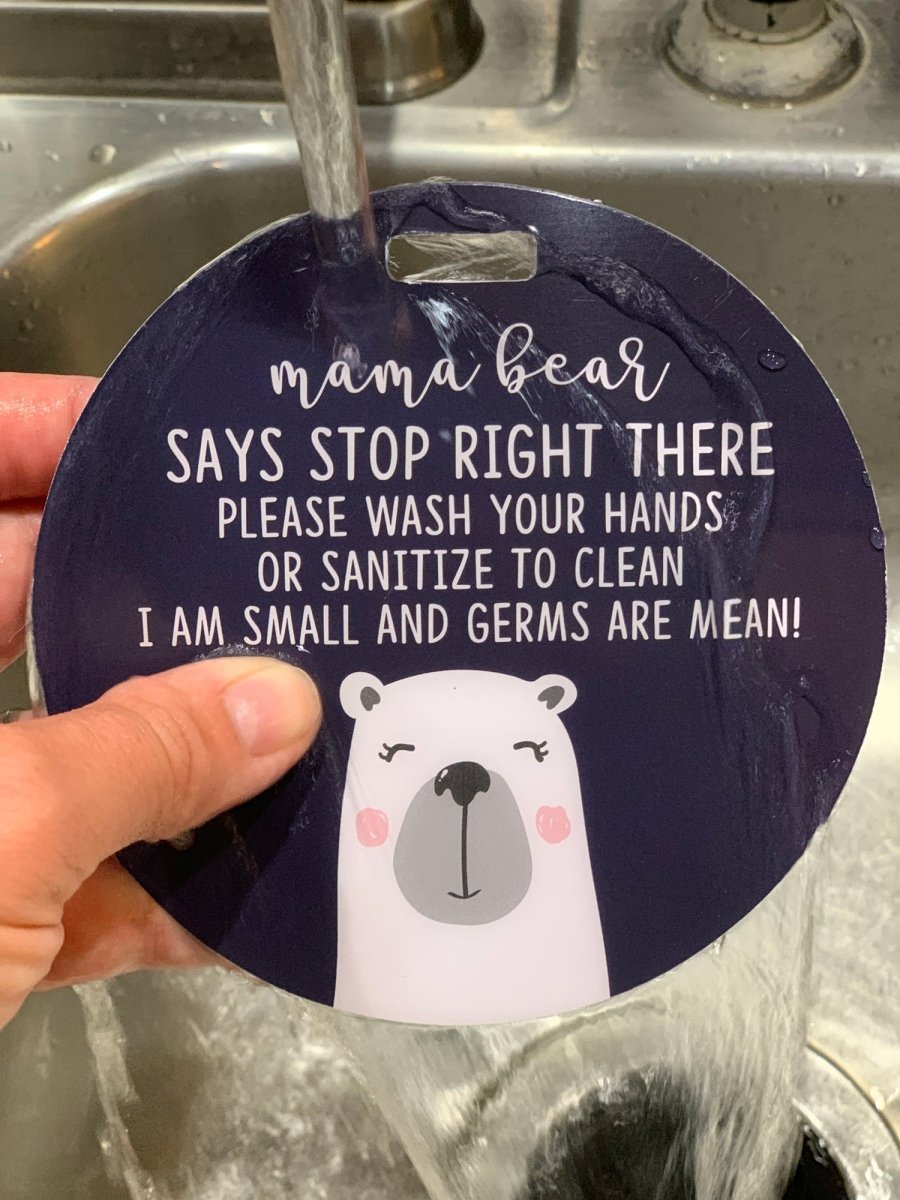 mama bear
SAYS STOP RIGHT THERE
PLEASE WASH YOUR HANDS
OR SANITIZE TO CLEAN
I AM SMALL AND GERMS ARE MEAN!